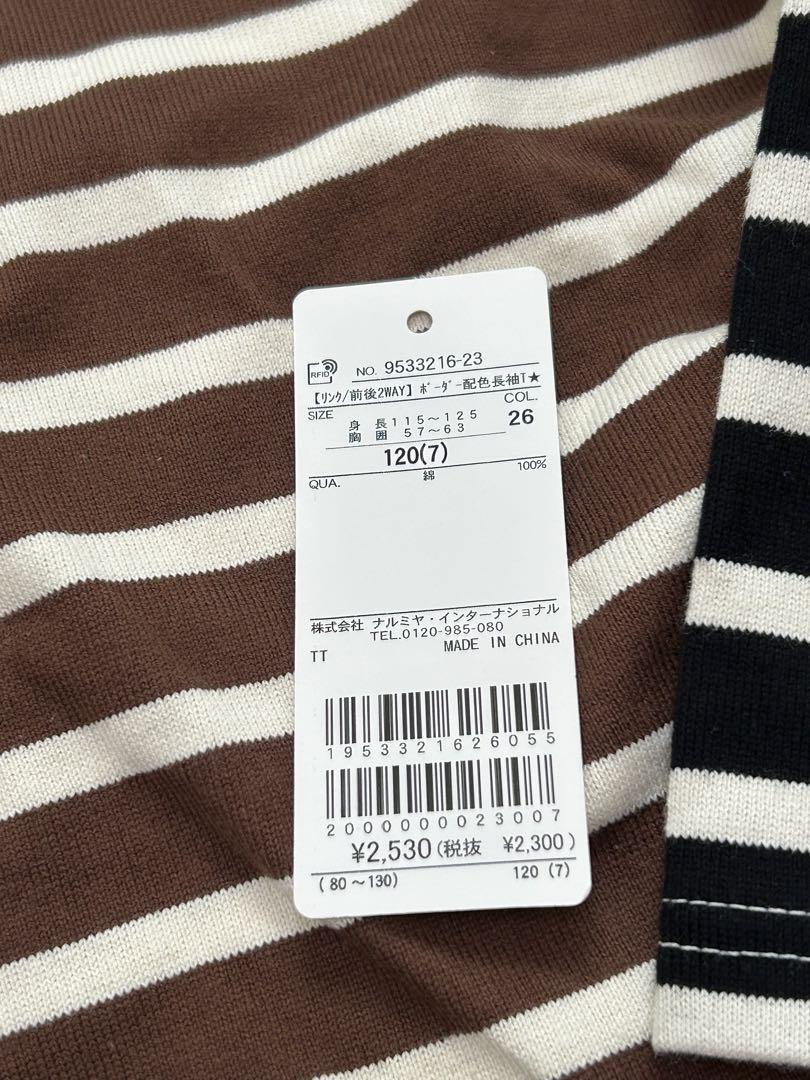 RFID NO. 9533216-23
【リンク/前後2WAY】ボーダー配色長袖T★
SIZE COL.
身 長 115～125 26
胸 囲 57～63
120(7)
QUA. 綿 100%
株式会社 ナルミヤ・インターナショナル
TEL.0120-985-080
TT MADE IN CHINA
1953321626055
2000000023007
¥2,530(税抜 ¥2,300)
(80～130) 120 (7)